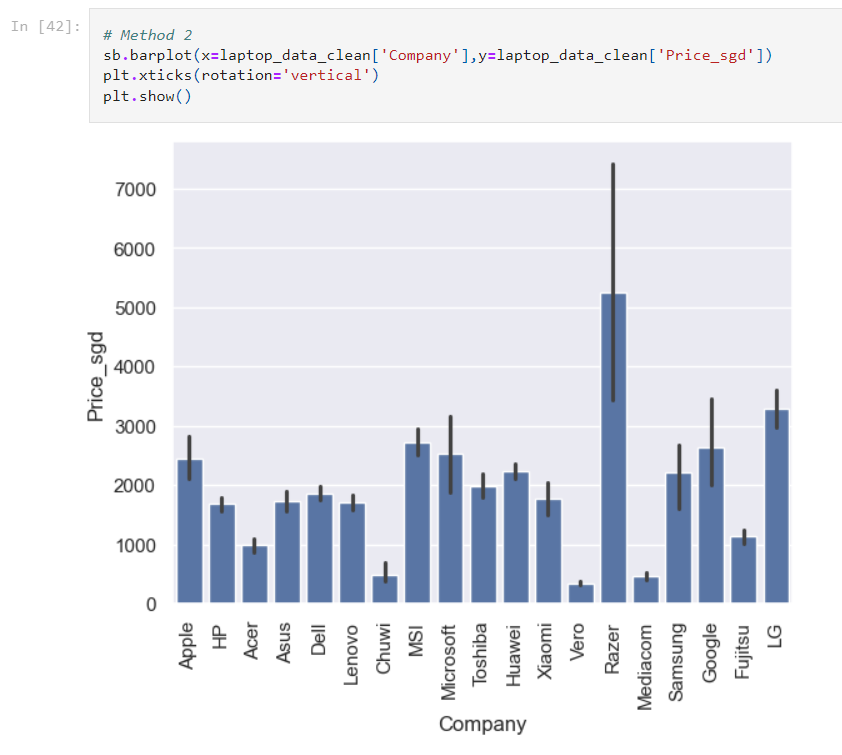 In [42]:
# Method 2
sb.barplot(x=laptop_data_clean['Company'],y=laptop_data_clean['Price_sgd'])
plt.xticks(rotation='vertical')
plt.show()
7000
6000
5000
4000
3000
2000
1000
0
Price_sgd
Apple
HP
Acer
Asus
Dell
Lenovo
Chuwi
MSI
Microsoft
Toshiba
Huawei
Xiaomi
Vero
Razer
Mediacom
Samsung
Google
Fujitsu
LG
Company